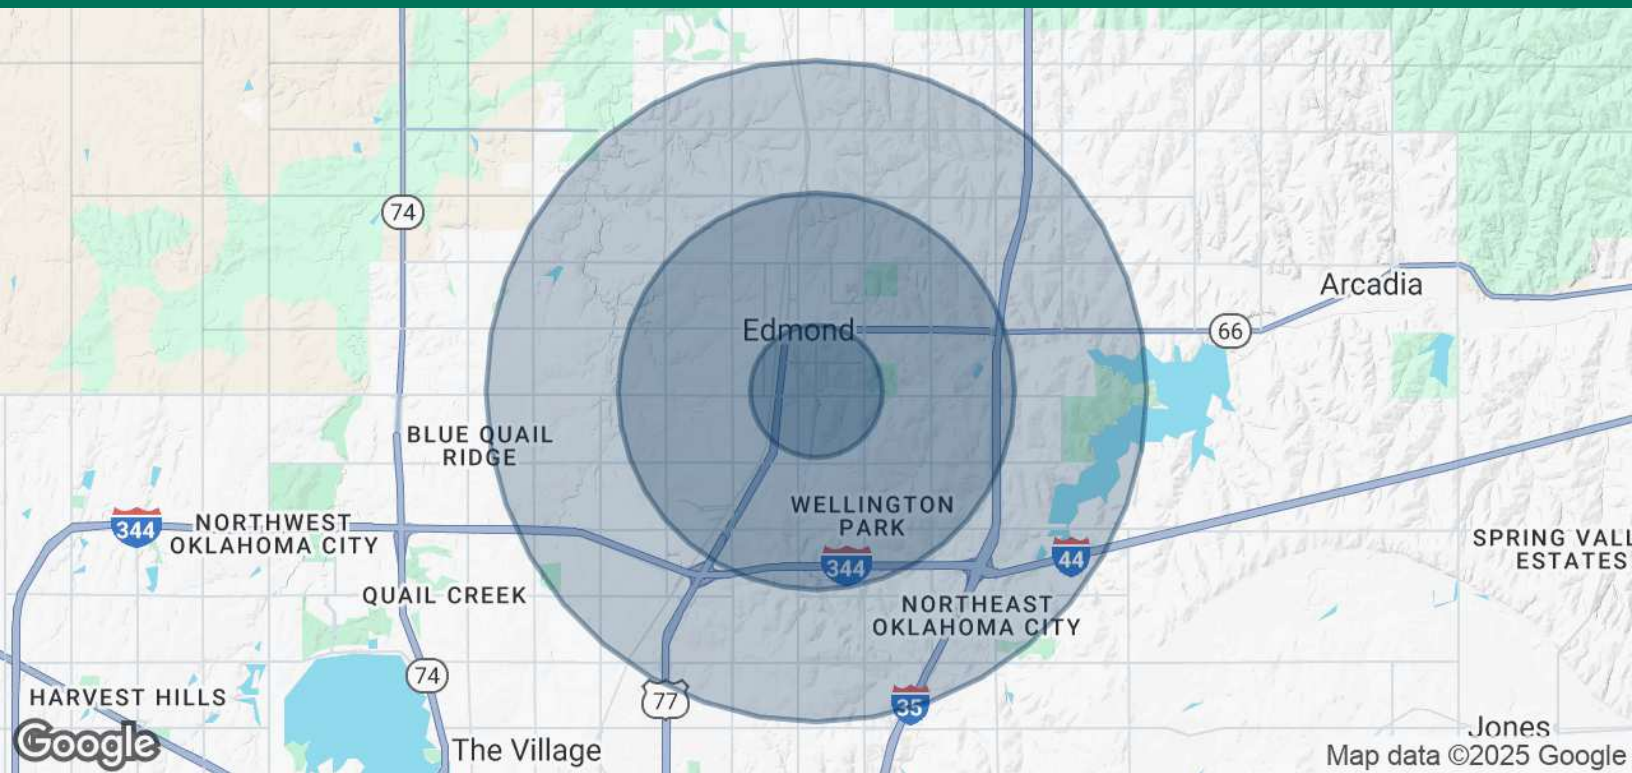 74
Arcadia
Edmond
66
BLUE QUAIL
RIDGE
WELLINGTON
PARK
344
NORTHWEST
OKLAHOMA CITY
344
44
SPRING VALL
ESTATES
QUAIL CREEK
NORTHEAST
OKLAHOMA CITY
74
HARVEST HILLS
77
35
Google
The Village
Jones
Map data ©2025 Google